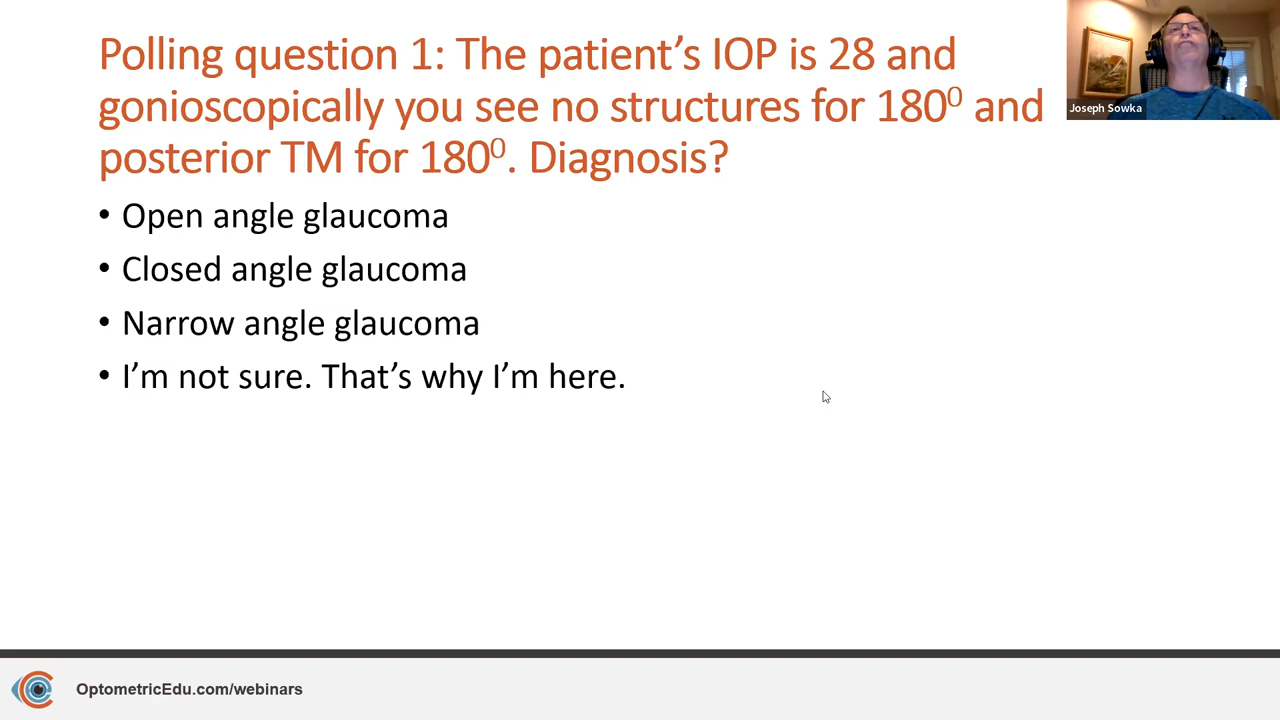 Polling question 1: The patient's IOP is 28 and
gonioscopically you see no structures for 180⁰ and
posterior TM for 180⁰. Diagnosis?
Joseph Sowka
• Open angle glaucoma
• Closed angle glaucoma
• Narrow angle glaucoma
• I'm not sure. That's why I'm here.
OptometricEdu.com/webinars